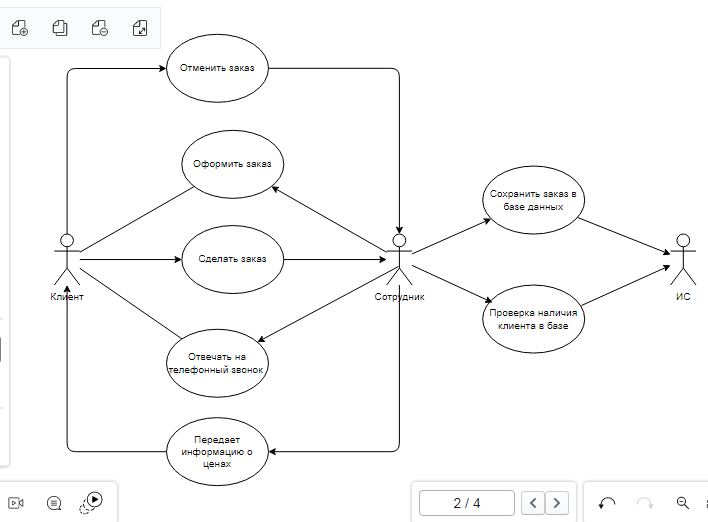 Отменить заказ
Оформить заказ
Сохранить заказ в
базе данных
Сделать заказ
Клиент
Сотрудник
ИС
Проверка наличия
клиента в базе
Отвечать на
телефонный звонок
Передает
информацию о
ценах
2 / 4